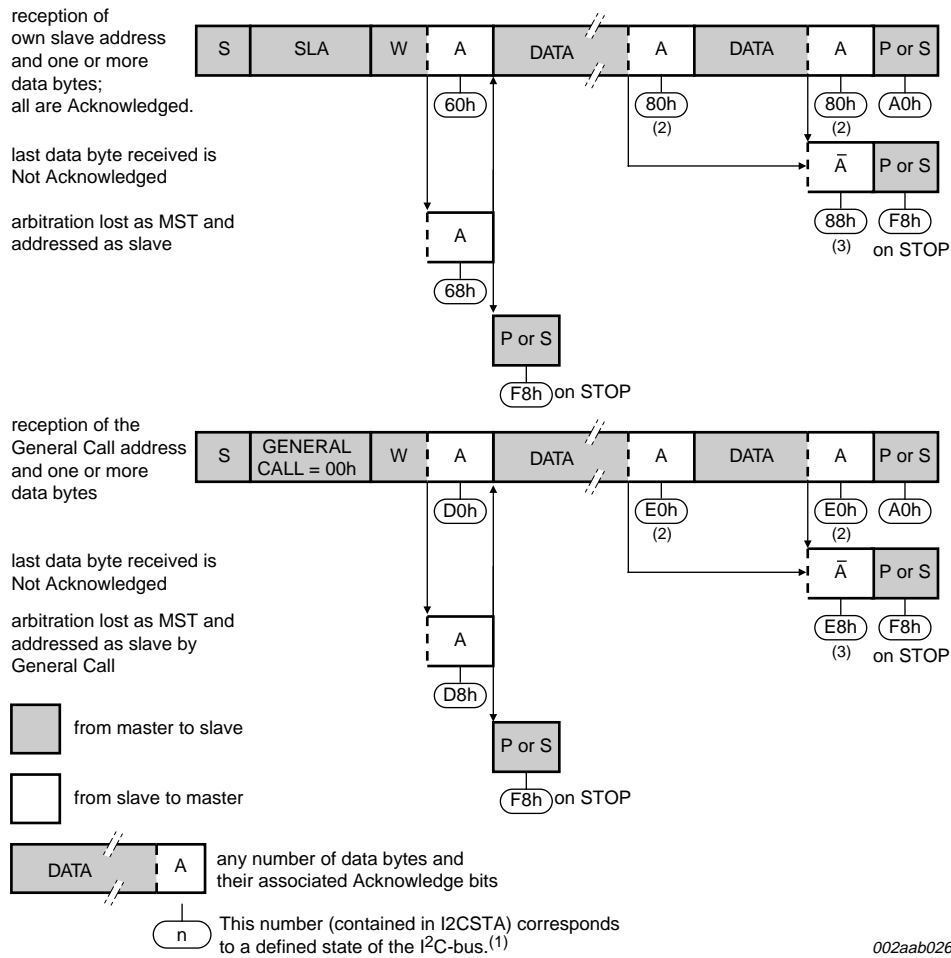 reception of
own slave address
and one or more
data bytes;
all are Acknowledged.
S SLA W A DATA A DATA A P or S
60h 80h 80h A0h
(2) (2)
last data byte received is
Not Acknowledged
Ā P or S
88h F8h
(3) on STOP
arbitration lost as MST and
addressed as slave
A
68h
P or S
F8h on STOP
reception of the
General Call address
and one or more
data bytes
S GENERAL CALL = 00h W A DATA A DATA A P or S
D0h E0h E0h A0h
(2) (2)
last data byte received is
Not Acknowledged
Ā P or S
E8h F8h
(3) on STOP
arbitration lost as MST and
addressed as slave by
General Call
A
D8h
P or S
F8h on STOP
from master to slave
from slave to master
DATA A
any number of data bytes and
their associated Acknowledge bits
n
This number (contained in I2CSTA) corresponds
to a defined state of the I²C-bus.(1)
002aab026